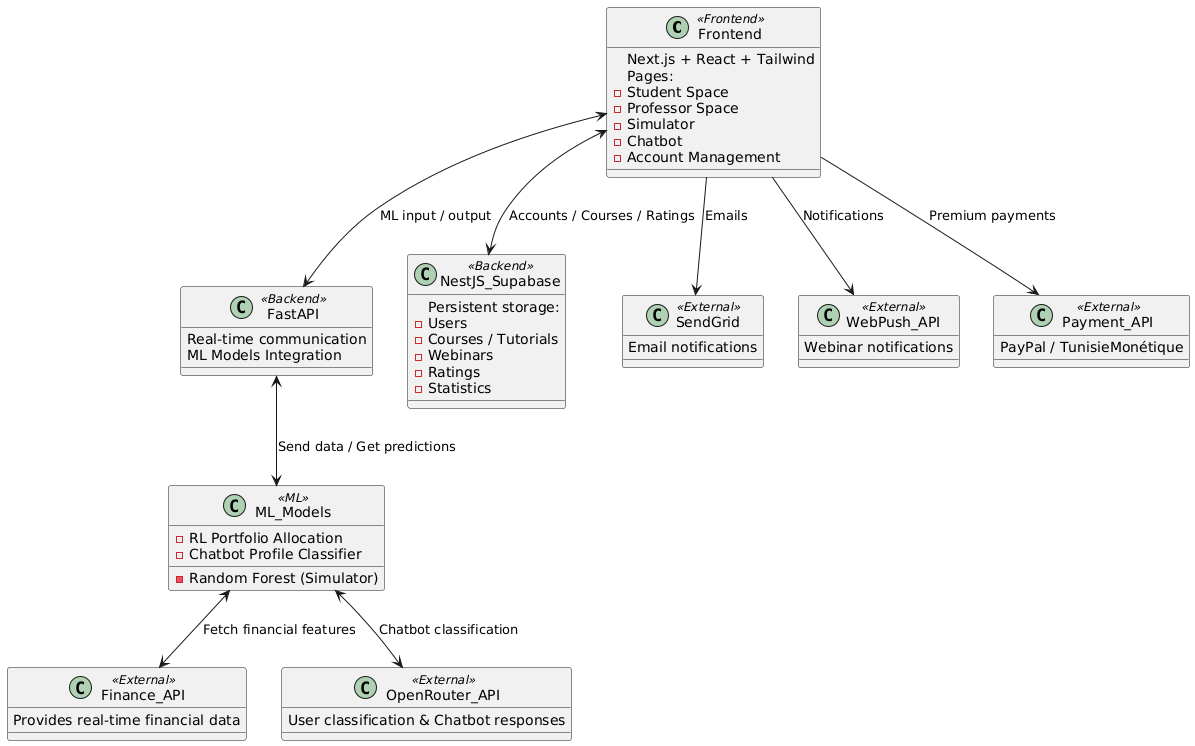 «Frontend»
C
Frontend
Next.js + React + Tailwind
Pages:
Student Space
Professor Space
Simulator
Chatbot
Account Management
ML input / output
Accounts / Courses / Ratings
Emails
Notifications
Premium payments
«Backend»
C
FastAPI
Real-time communication
ML Models Integration
«Backend»
C
NestJS_Supabase
Persistent storage:
Users
Courses / Tutorials
Webinars
Ratings
Statistics
«External»
C
SendGrid
Email notifications
«External»
C
WebPush_API
Webinar notifications
«External»
C
Payment_API
PayPal / TunisieMonétique
Send data / Get predictions
«ML»
C
ML_Models
RL Portfolio Allocation
Chatbot Profile Classifier
Random Forest (Simulator)
Fetch financial features
Chatbot classification
«External»
C
Finance_API
Provides real-time financial data
«External»
C
OpenRouter_API
User classification & Chatbot responses